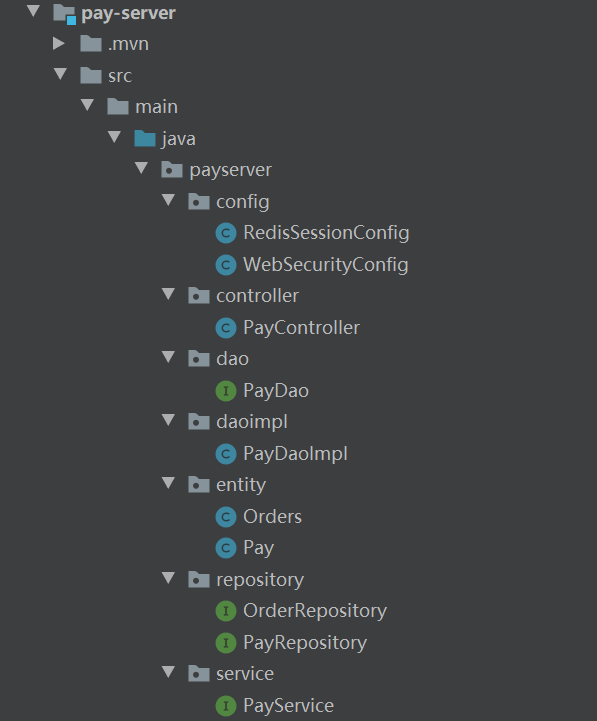 pay-server
.mvn
src
main
java
payserver
config
RedisSessionConfig
WebSecurityConfig
controller
PayController
dao
PayDao
daoimpl
PayDaoImpl
entity
Orders
Pay
repository
OrderRepository
PayRepository
service
PayService